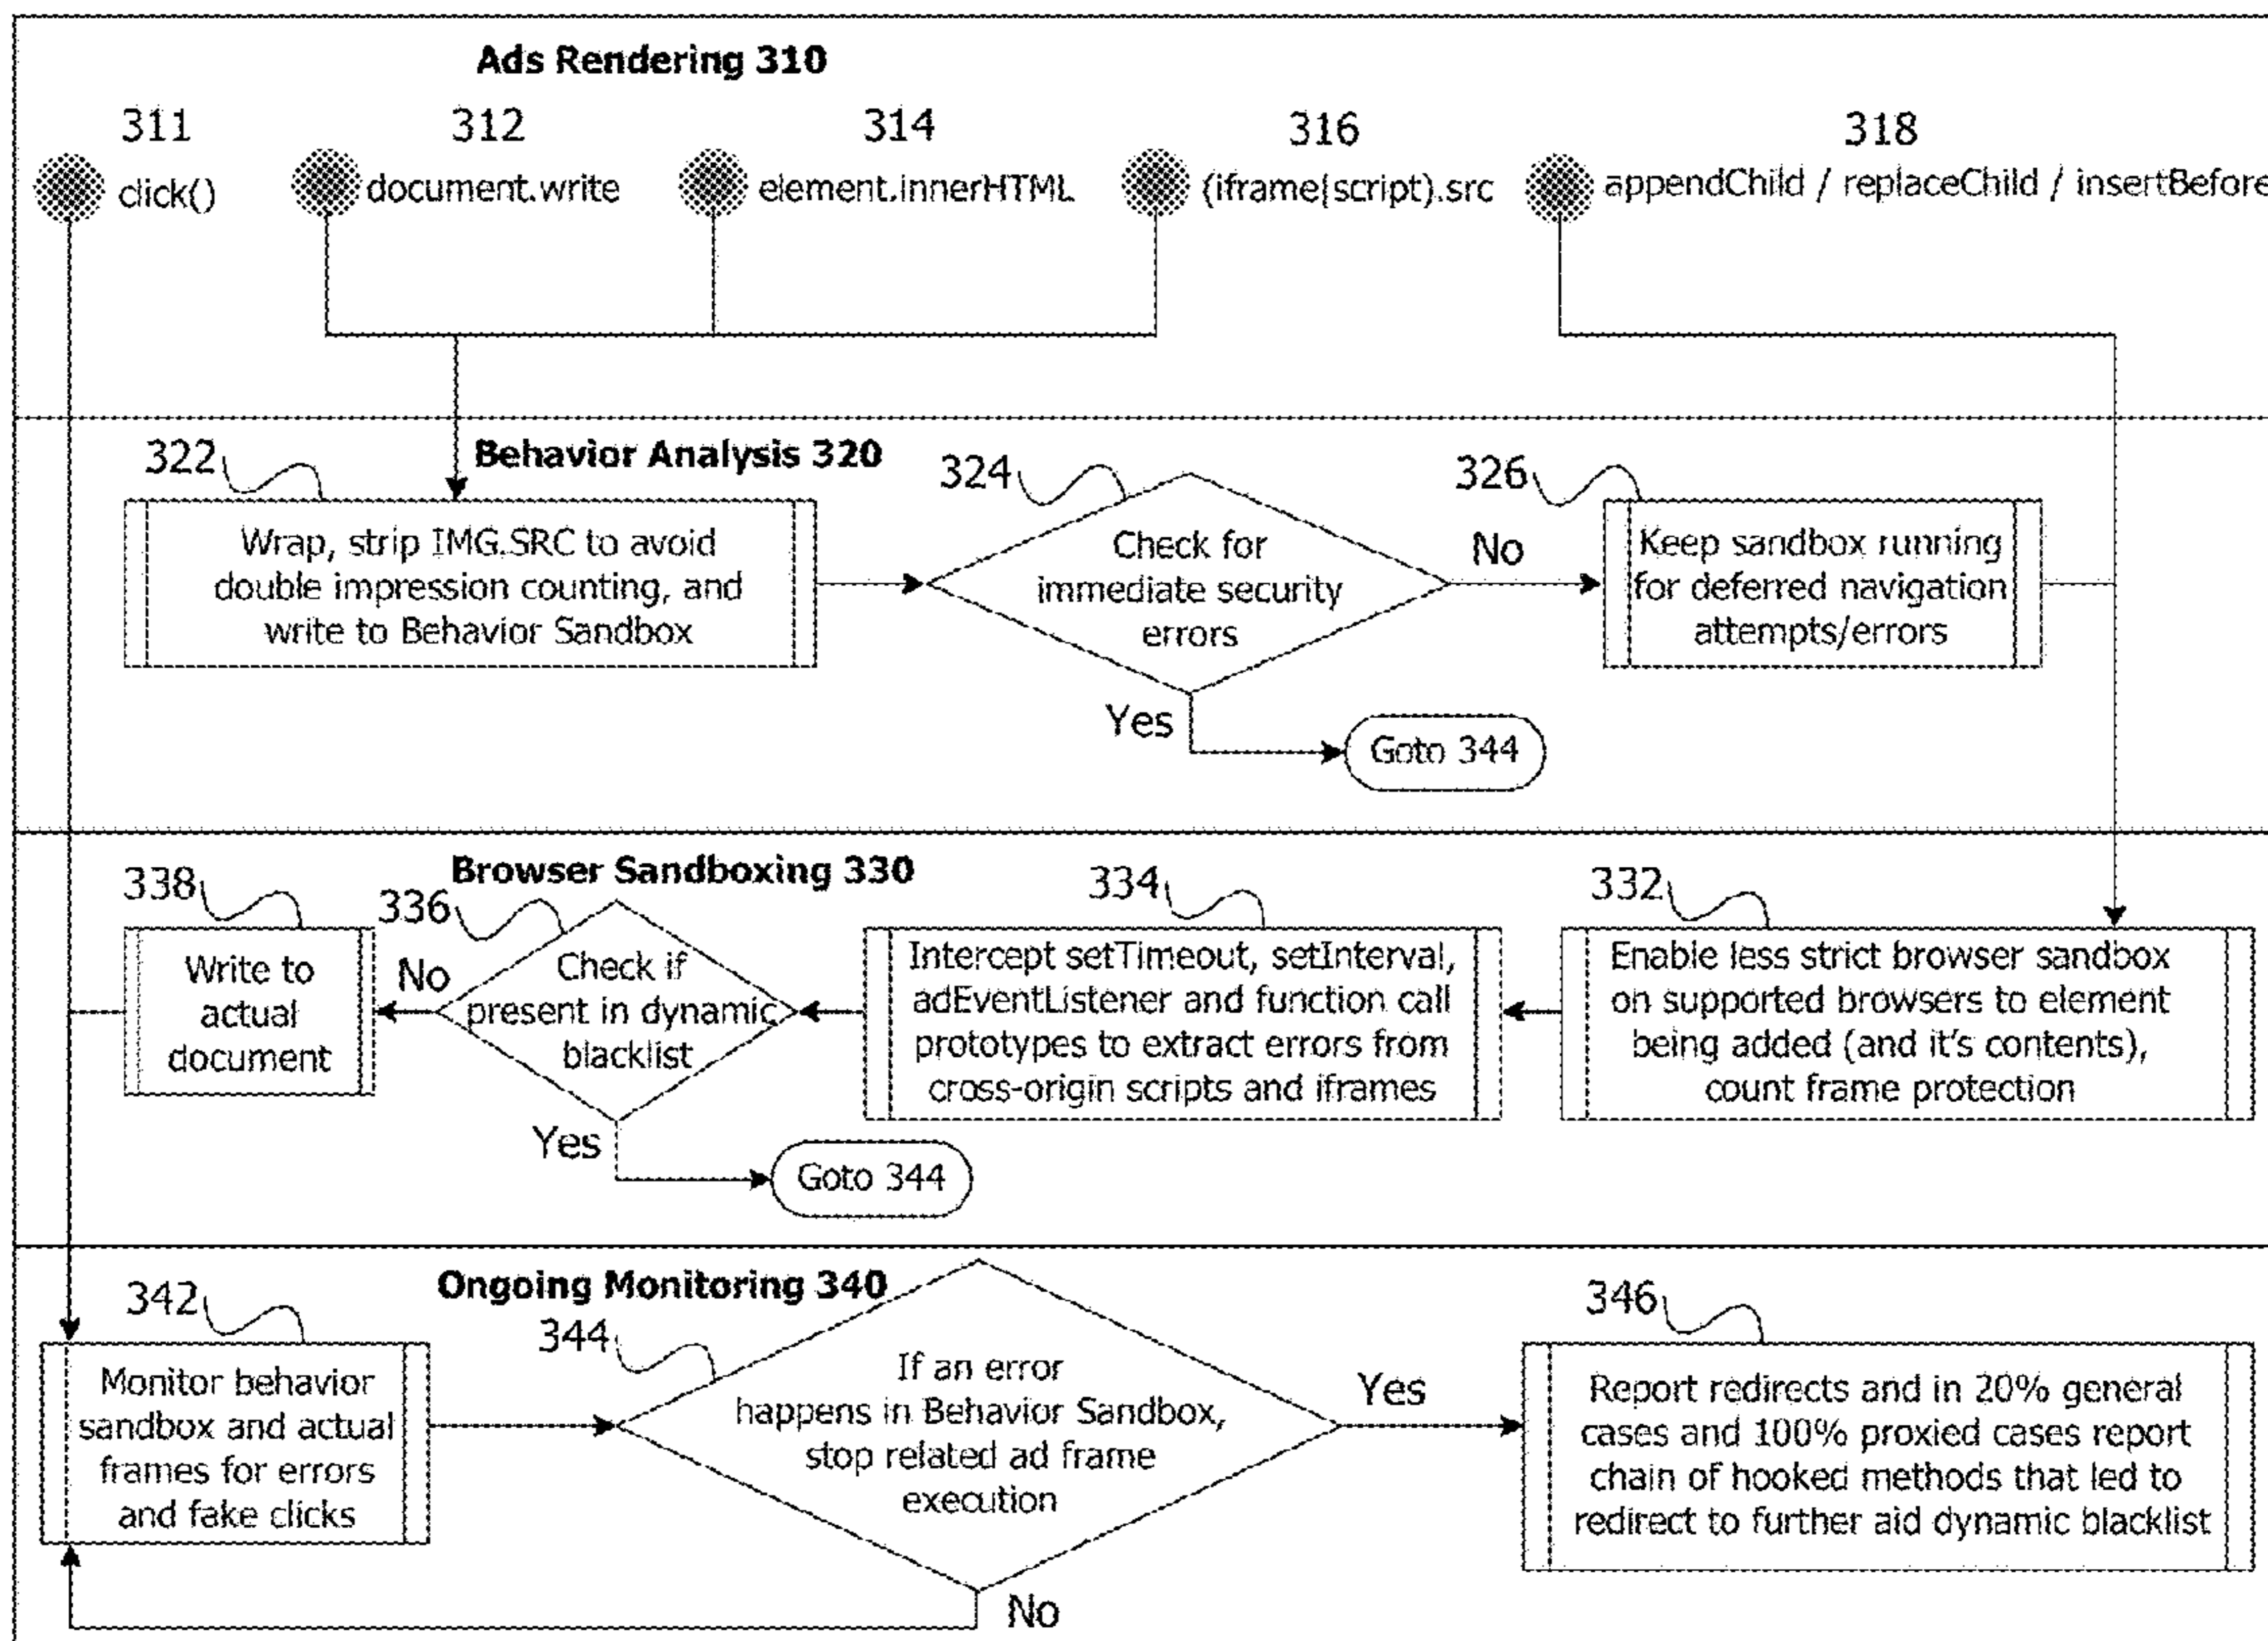 Ads Rendering 310
311
click()
312
document.write
314
element.innerHTML
316
(iframe|script).src
318
appendChild / replaceChild / insertBefore
Behavior Analysis 320
322
Wrap, strip IMG.SRC to avoid
double impression counting, and
write to Behavior Sandbox
324
Check for
immediate security
errors
No
Yes
Goto 344
326
Keep sandbox running
for deferred navigation
attempts/errors
Browser Sandboxing 330
338
Write to
actual
document
No
336
Check if
present in dynamic
blacklist
Yes
Goto 344
334
Intercept setTimeout, setInterval,
adEventListener and function call
prototypes to extract errors from
cross-origin scripts and iframes
332
Enable less strict browser sandbox
on supported browsers to element
being added (and it's contents),
count frame protection
Ongoing Monitoring 340
342
Monitor behavior
sandbox and actual
frames for errors
and fake clicks
344
If an error
happens in Behavior Sandbox,
stop related ad frame
execution
Yes
No
346
Report redirects and in 20% general
cases and 100% proxied cases report
chain of hooked methods that led to
redirect to further aid dynamic blacklist